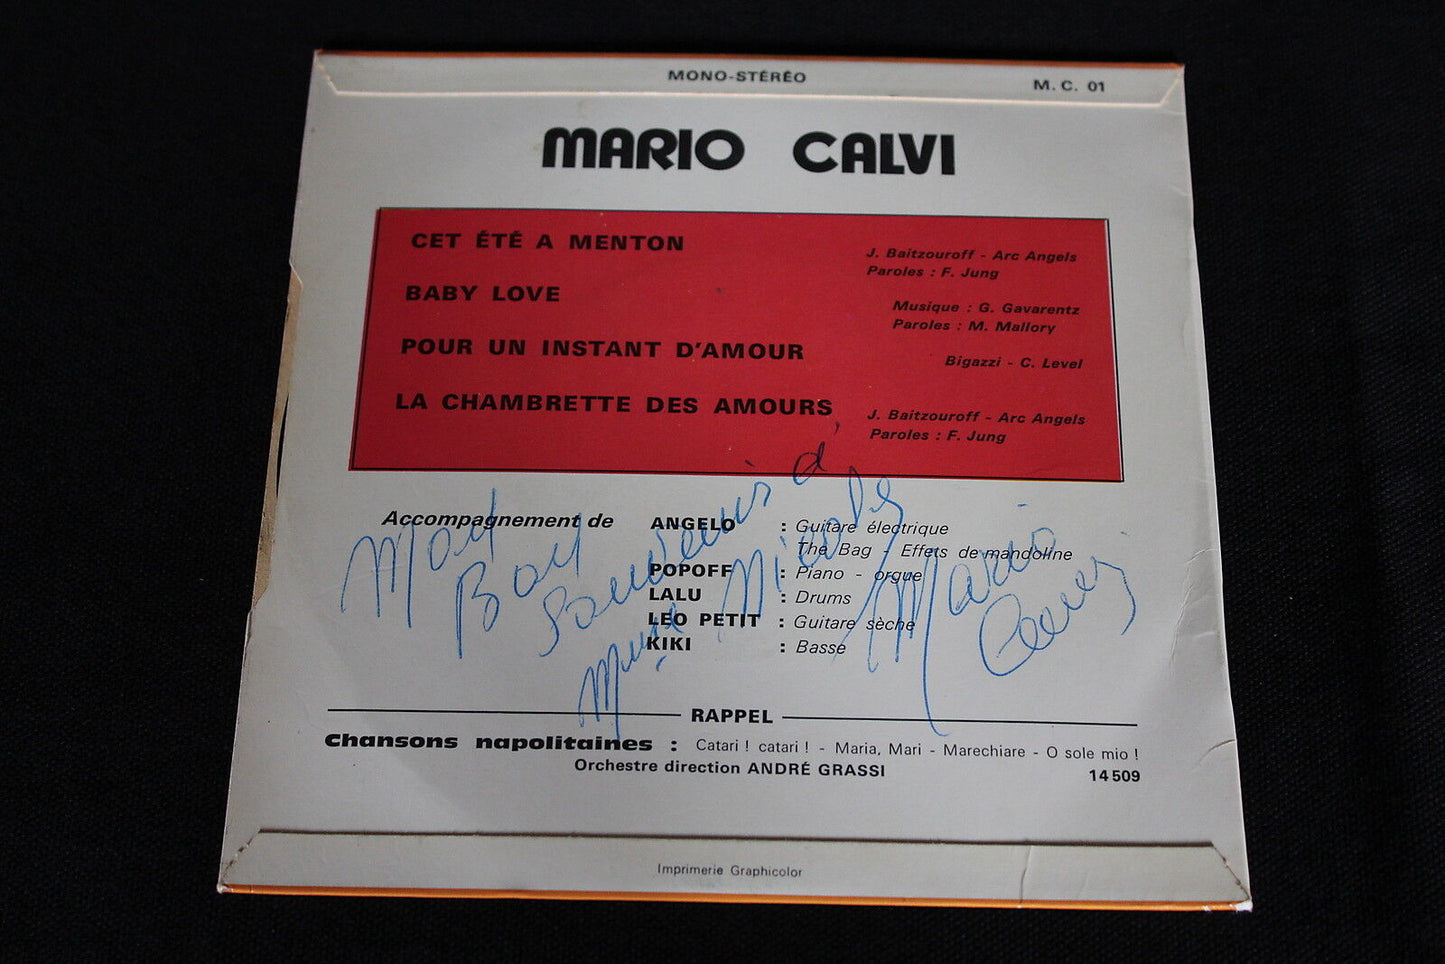 MONO-STÉRÉO
M. C. 01
MARIO CALVI
CET ÉTÉ A MENTON
J. Baitzouroff - Arc Angels
Paroles : F. Jung
BABY LOVE
Musique : G. Gavarentz
Paroles : M. Mallory
POUR UN INSTANT D'AMOUR
Bigazzi - C. Level
LA CHAMBRETTE DES AMOURS
J. Baitzouroff - Arc Angels
Paroles : F. Jung
Accompagnement de ANGELO : Guitare électrique
The Bag - Effets de mandoline
POPOFF : Piano - orgue
LALU : Drums
LEO PETIT : Guitare sèche
KIKI : Basse
Mon
Bon
Souvenir d'
Mario
RAPPEL
Chansons napolitaines : Catari ! catari ! - Maria, Mari - Marechiare - O sole mio !
Orchestre direction ANDRÉ GRASSI
14 509
Imprimerie Graphicolor